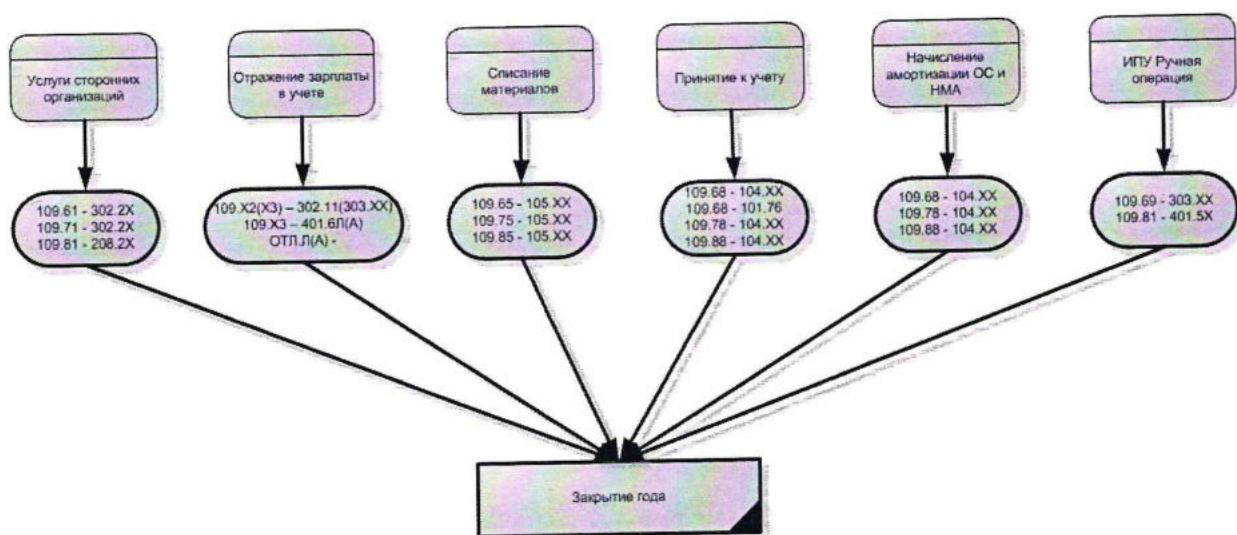 Услуги сторонних
организаций
Отражение зарплаты
в учете
Списание
материалов
Принятие к учету
Начисление
амортизации ОС и
НМА
ИПУ Ручная
операция
109.61 - 302.2X
109.71 - 302.2X
109.81 - 208.2X
109.X2(X3) – 302.11(303.XX)
109.X3 – 401.6Л(А)
ОТЛ.Л(А) -
109.65 - 105.XX
109.75 - 105.XX
109.85 - 105.XX
109.68 - 104.XX
109.68 - 101.76
109.78 - 104.XX
109.88 - 104.XX
109.68 - 104.XX
109.78 - 104.XX
109.88 - 104.XX
109.69 - 303.XX
109.81 - 401.5X
Закрытие года